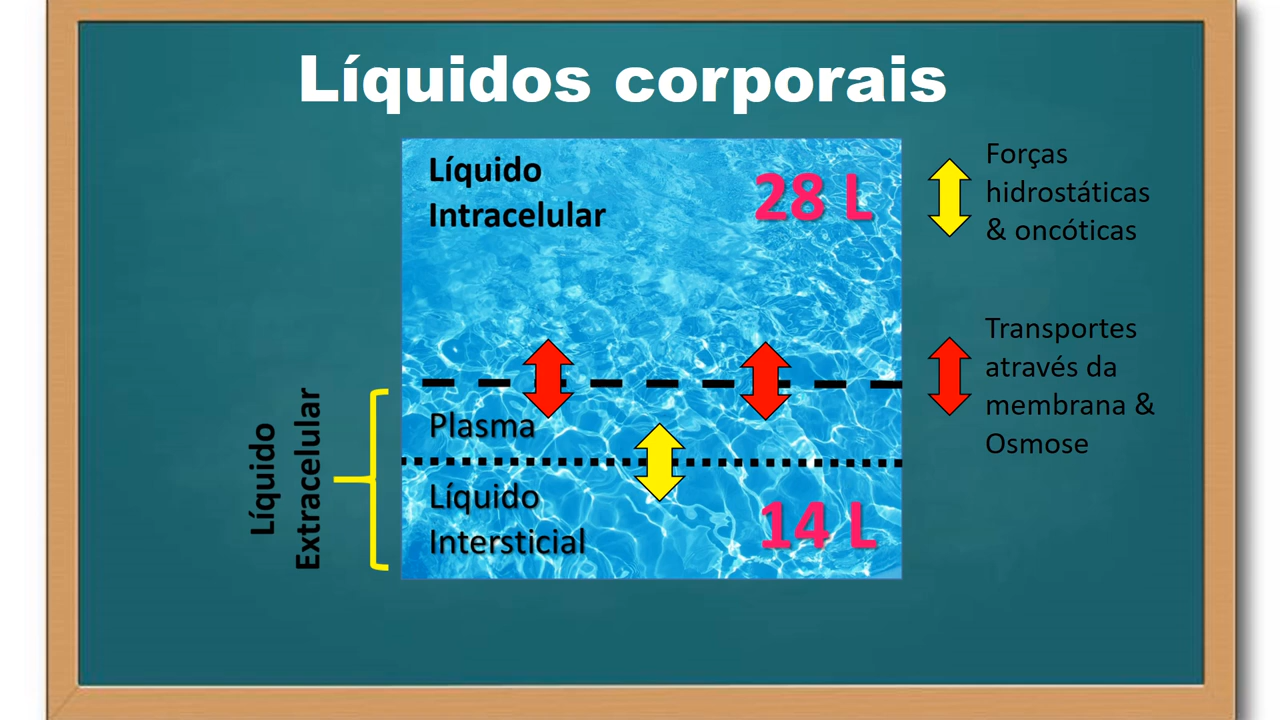 Líquidos corporais
Líquido
Intracelular
28 L
Forças
hidrostáticas
& oncóticas
Transportes
através da
membrana &
Osmose
Líquido
Extracelular
Plasma
Líquido
Intersticial
14 L